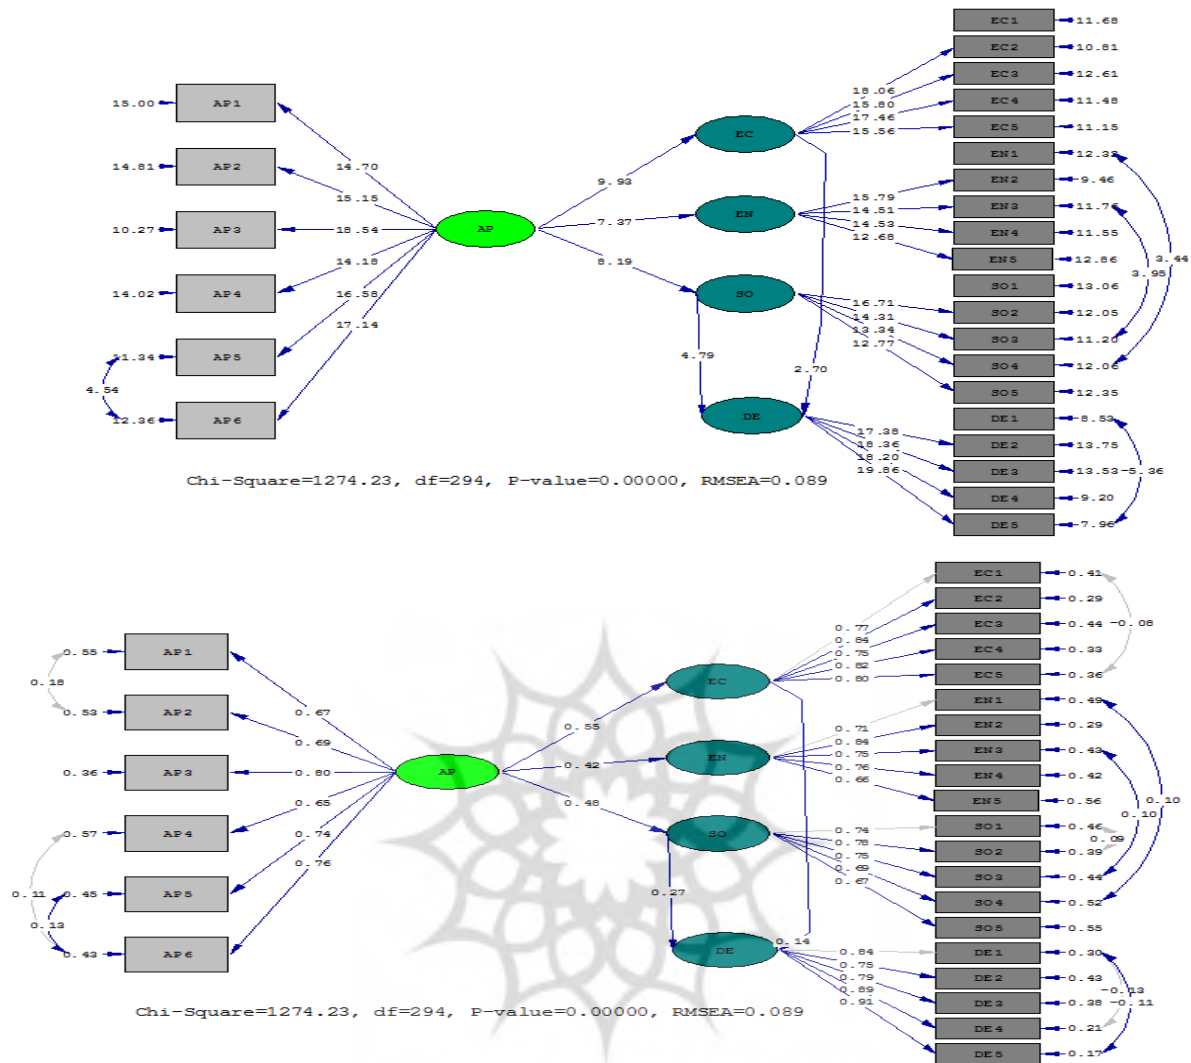 EC1 11.68
EC2 10.81
EC3 12.61
EC4 11.48
EC5 11.15
EN1 12.32
EN2 9.46
EN3 11.76
EN4 11.55
EN5 12.86
SO1 13.06
SO2 12.05
SO3 11.20
SO4 12.06
SO5 12.35
DE1 8.53
DE2 13.75
DE3 13.53 -5.36
DE4 9.20
DE5 7.96
3.44
3.95
15.00 AP1
14.81 AP2
10.27 AP3
14.02 AP4
11.34 AP5
12.36 AP6
4.54
14.70
15.15
18.54
14.18
16.58
17.14
AP
9.93
7.37
8.19
EC
EN
SO
DE
4.79
2.70
18.06
15.80
17.46
15.56
15.79
14.51
14.53
12.68
16.71
14.31
13.34
12.77
17.38
18.36
18.20
19.86
Chi-Square=1274.23, df=294, P-value=0.00000, RMSEA=0.089
EC1 0.41
EC2 0.29
EC3 0.44 -0.08
EC4 0.33
EC5 0.36
EN1 0.49
EN2 0.29
EN3 0.43
EN4 0.42
EN5 0.56
SO1 0.46
SO2 0.39
SO3 0.44
SO4 0.52
SO5 0.55
DE1 0.30
DE2 0.43
DE3 0.38 -0.11
DE4 0.21
DE5 0.17
0.10
0.10
0.09
-0.13
0.55 AP1
0.53 AP2
0.36 AP3
0.57 AP4
0.45 AP5
0.43 AP6
0.18
0.11
0.13
0.67
0.69
0.80
0.65
0.74
0.76
AP
0.55
0.42
0.48
EC
EN
SO
DE
0.27
0.14
0.77
0.84
0.75
0.82
0.80
0.71
0.84
0.75
0.76
0.66
0.74
0.78
0.75
0.69
0.67
0.84
0.75
0.79
0.89
0.91
Chi-Square=1274.23, df=294, P-value=0.00000, RMSEA=0.089